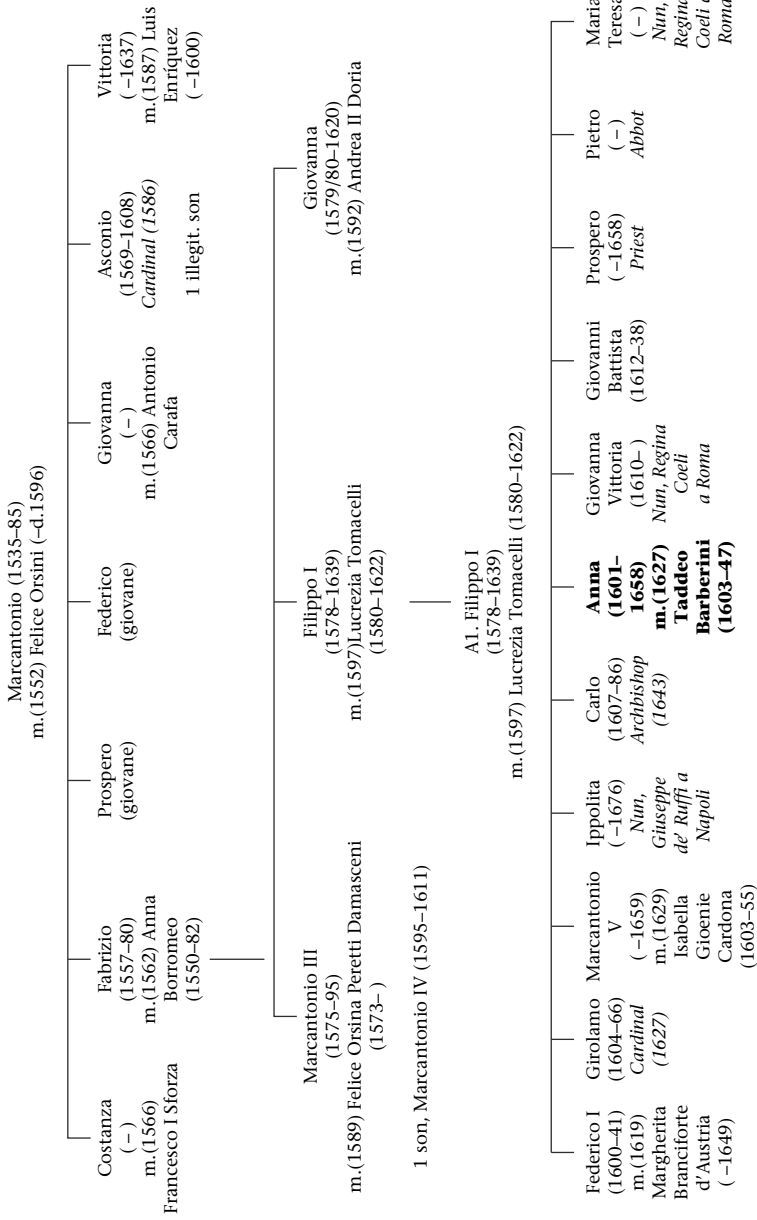 Marcantonio (1535–85)
m.(1552) Felice Orsini (–d.1596)
Costanza
( – )
m.(1566)
Francesco I Sforza
Fabrizio
(1557–80)
m.(1562) Anna
Borromeo
(1550–82)
Prospero
(giovane)
Federico
(giovane)
Giovanna
( – )
m.(1566) Antonio
Carafa
Asconio
(1569–1608)
Cardinal (1586)
1 illegit. son
Vittoria
( –1637)
m.(1587) Luis
Enríquez
( –1600)
Marcantonio III
(1575–95)
m.(1589) Felice Orsina Peretti Damasceni
(1573– )
1 son, Marcantonio IV (1595–1611)
Filippo I
(1578–1639)
m.(1597)Lucrezia Tomacelli
(1580–1622)
Giovanna
(1579/80–1620)
m.(1592) Andrea II Doria
A1. Filippo I
(1578–1639)
m.(1597) Lucrezia Tomacelli (1580–1622)
Federico I
(1600–41)
m.(1619)
Margherita
Branciforte
d'Austria
( –1649)
Girolamo
(1604–66)
Cardinal
(1627)
Marcantonio
V
( –1659)
m.(1629)
Isabella
Gioenie
Cardona
(1603–55)
Ippolita
( –1676)
Nun,
Giuseppe
de' Ruffi a
Napoli
Carlo
(1607–86)
Archbishop
(1643)
Anna
(1601–
1658)
m.(1627)
Taddeo
Barberini
(1603–47)
Giovanna
Vittoria
(1610– )
Nun, Regina
Coeli
a Roma
Giovanni
Battista
(1612–38)
Prospero
( –1658)
Priest
Pietro
( – )
Abbot
Maria
Teresa
( – )
Nun,
Regina
Coeli
Roma